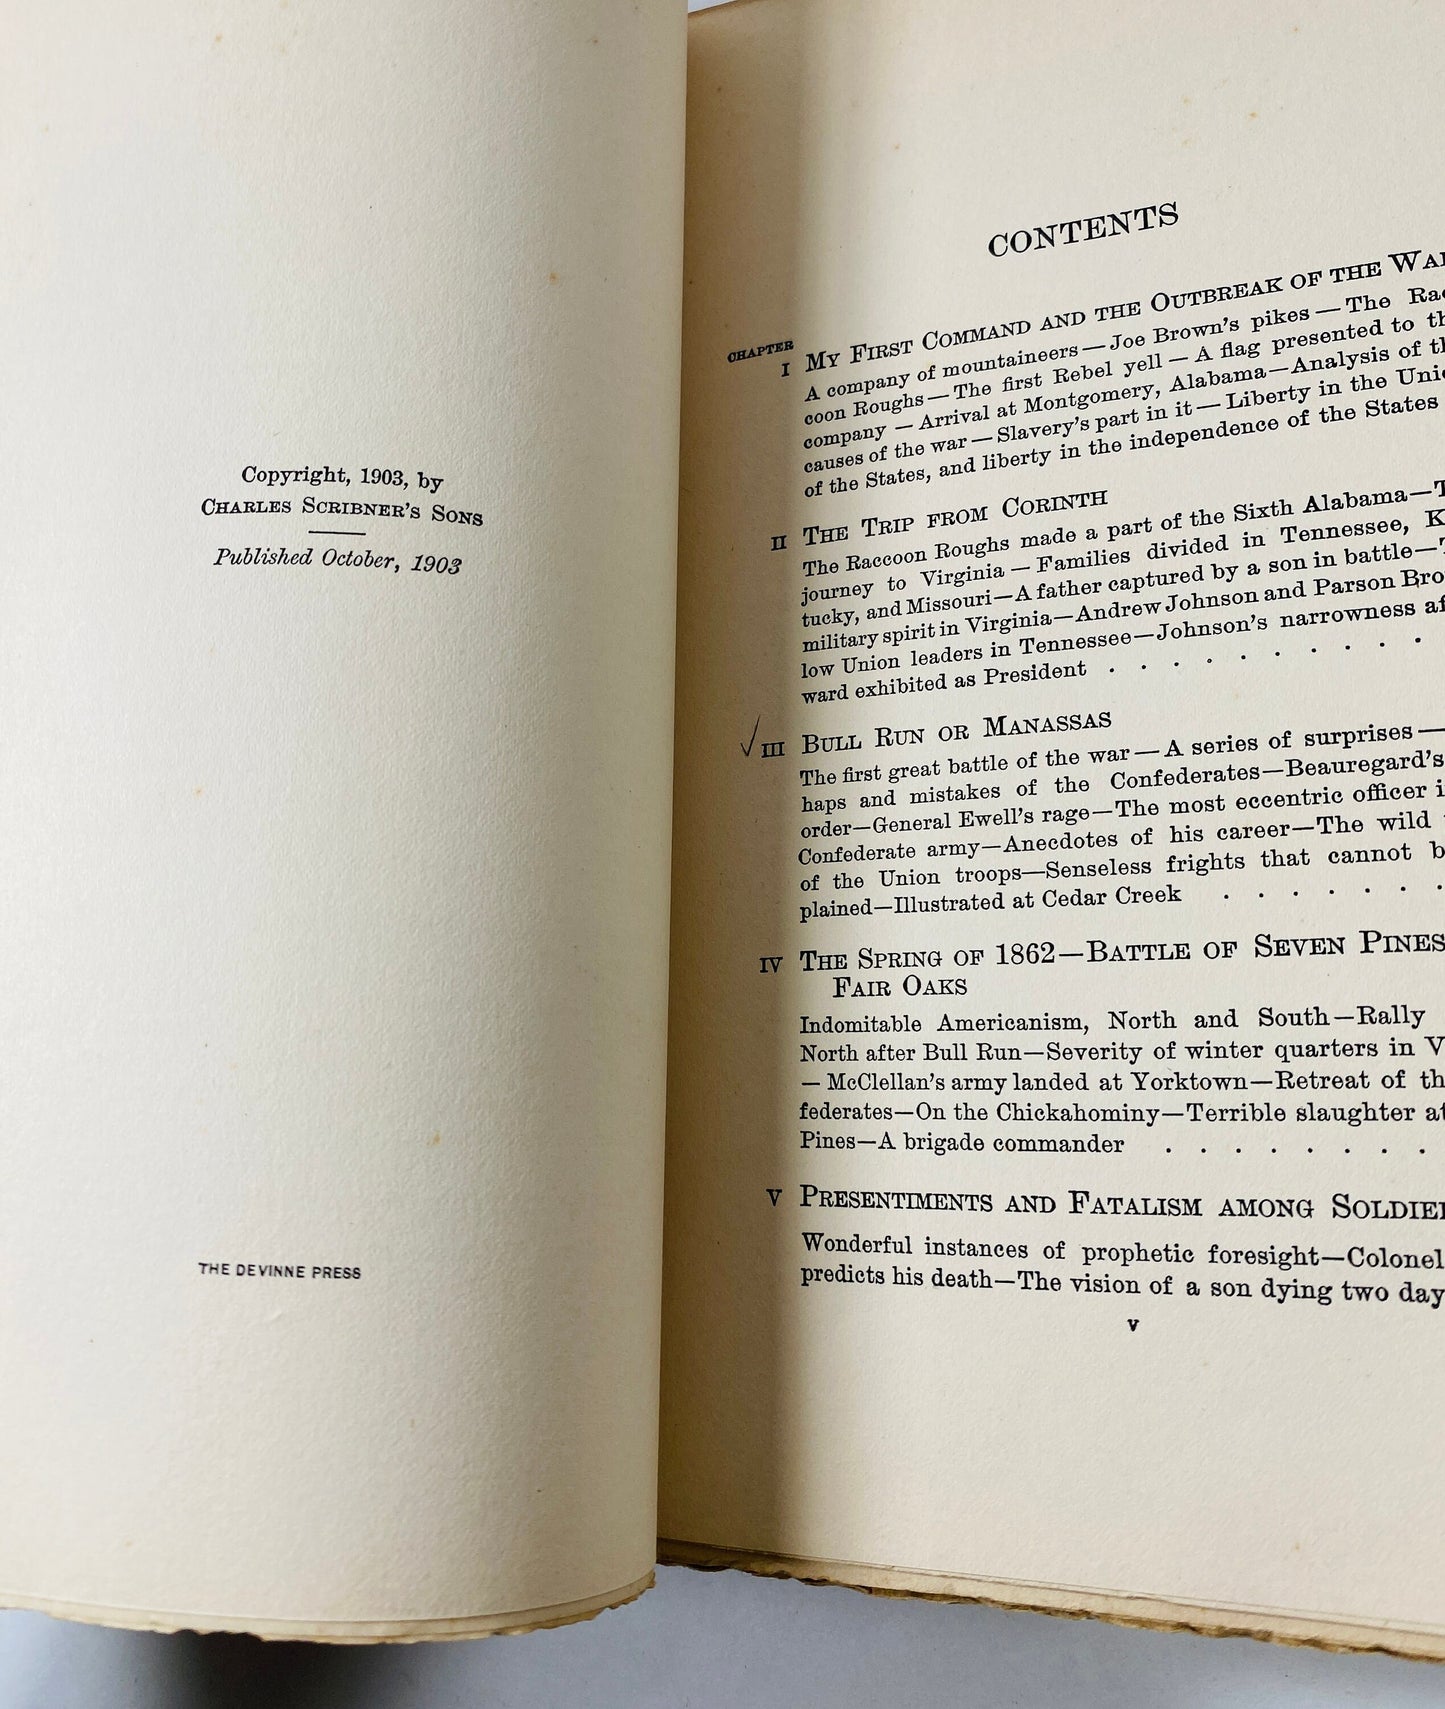 Copyright, 1903, by
CHARLES SCRIBNER'S SONS
Published October, 1903
THE DEVINNE PRESS
CONTENTS
CHAPTER
I MY FIRST COMMAND AND THE OUTBREAK OF THE WAR
A company of mountaineers—Joe Brown's pikes—The Rac
coon Roughs—The first Rebel yell—A flag presented to th
company—Arrival at Montgomery, Alabama—Analysis of th
causes of the war—Slavery's part in it—Liberty in the Unio
of the States, and liberty in the independence of the States
II THE TRIP FROM CORINTH
The Raccoon Roughs made a part of the Sixth Alabama—T
journey to Virginia—Families divided in Tennessee, K
tucky, and Missouri—A father captured by a son in battle—T
military spirit in Virginia—Andrew Johnson and Parson Bro
low Union leaders in Tennessee—Johnson's narrowness af
ward exhibited as President . . . . . . . . . .
III BULL RUN OR MANASSAS
The first great battle of the war—A series of surprises—
haps and mistakes of the Confederates—Beauregard's
order—General Ewell's rage—The most eccentric officer i
Confederate army—Anecdotes of his career—The wild
of the Union troops—Senseless frights that cannot b
plained—Illustrated at Cedar Creek . . . . . . .
IV THE SPRING OF 1862—BATTLE OF SEVEN PINES
FAIR OAKS
Indomitable Americanism, North and South—Rally
North after Bull Run—Severity of winter quarters in V
—McClellan's army landed at Yorktown—Retreat of th
federates—On the Chickahominy—Terrible slaughter at
Pines—A brigade commander . . . . . . . .
V PRESENTIMENTS AND FATALISM AMONG SOLDIER
Wonderful instances of prophetic foresight—Colonel
predicts his death—The vision of a son dying two day
v